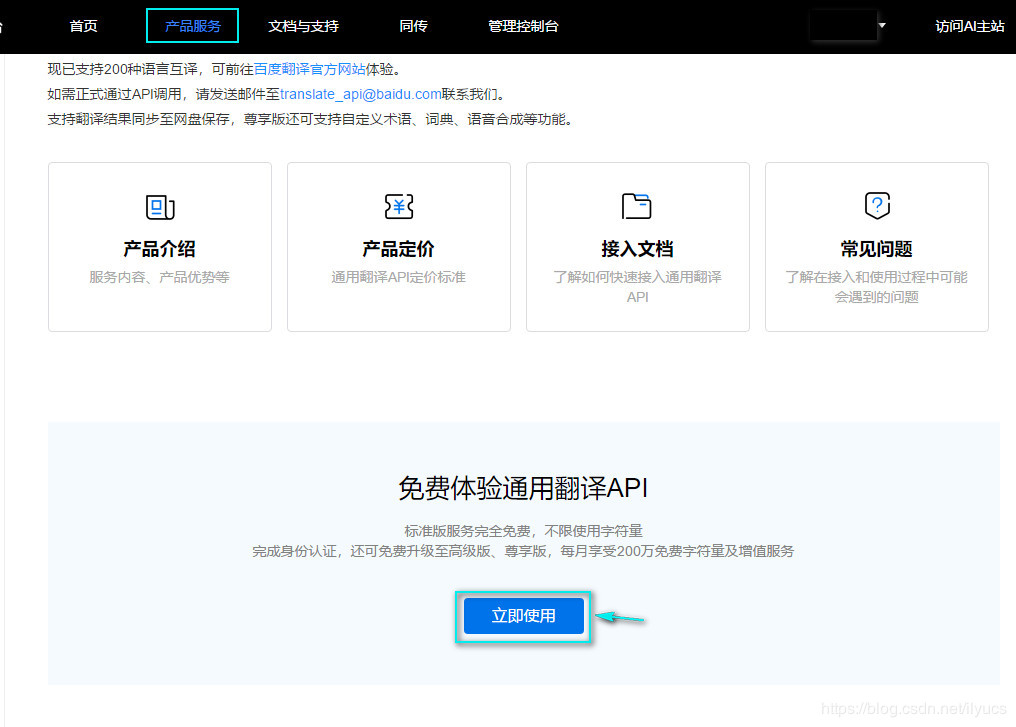 台 首页 产品服务 文档与支持 同传 管理控制台 访问AI主站
现已支持200种语言互译，可前往百度翻译官方网站体验。
如需正式通过API调用，请发送邮件至translate_api@baidu.com联系我们。
支持翻译结果同步至网盘保存，尊享版还可支持自定义术语、词典、语音合成等功能。
产品介绍
服务内容、产品优势等
产品定价
通用翻译API定价标准
接入文档
了解如何快速接入通用翻译
API
常见问题
了解在接入和使用过程中可能
会遇到的问题
免费体验通用翻译API
标准版服务完全免费，不限使用字符量
完成身份认证，还可免费升级至高级版、尊享版，每月享受200万免费字符量及增值服务
立即使用
https://blog.csdn.net/ilyucs